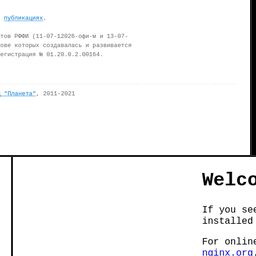 публикациях.
тов РФФИ (11-07-12026-офи-м и 13-07-
ове которых создавалась и развивается
егистрация № 01.20.0.2.00164.
"Планета", 2011-2021
Welco
If you see
installed
For online
nginx.org.